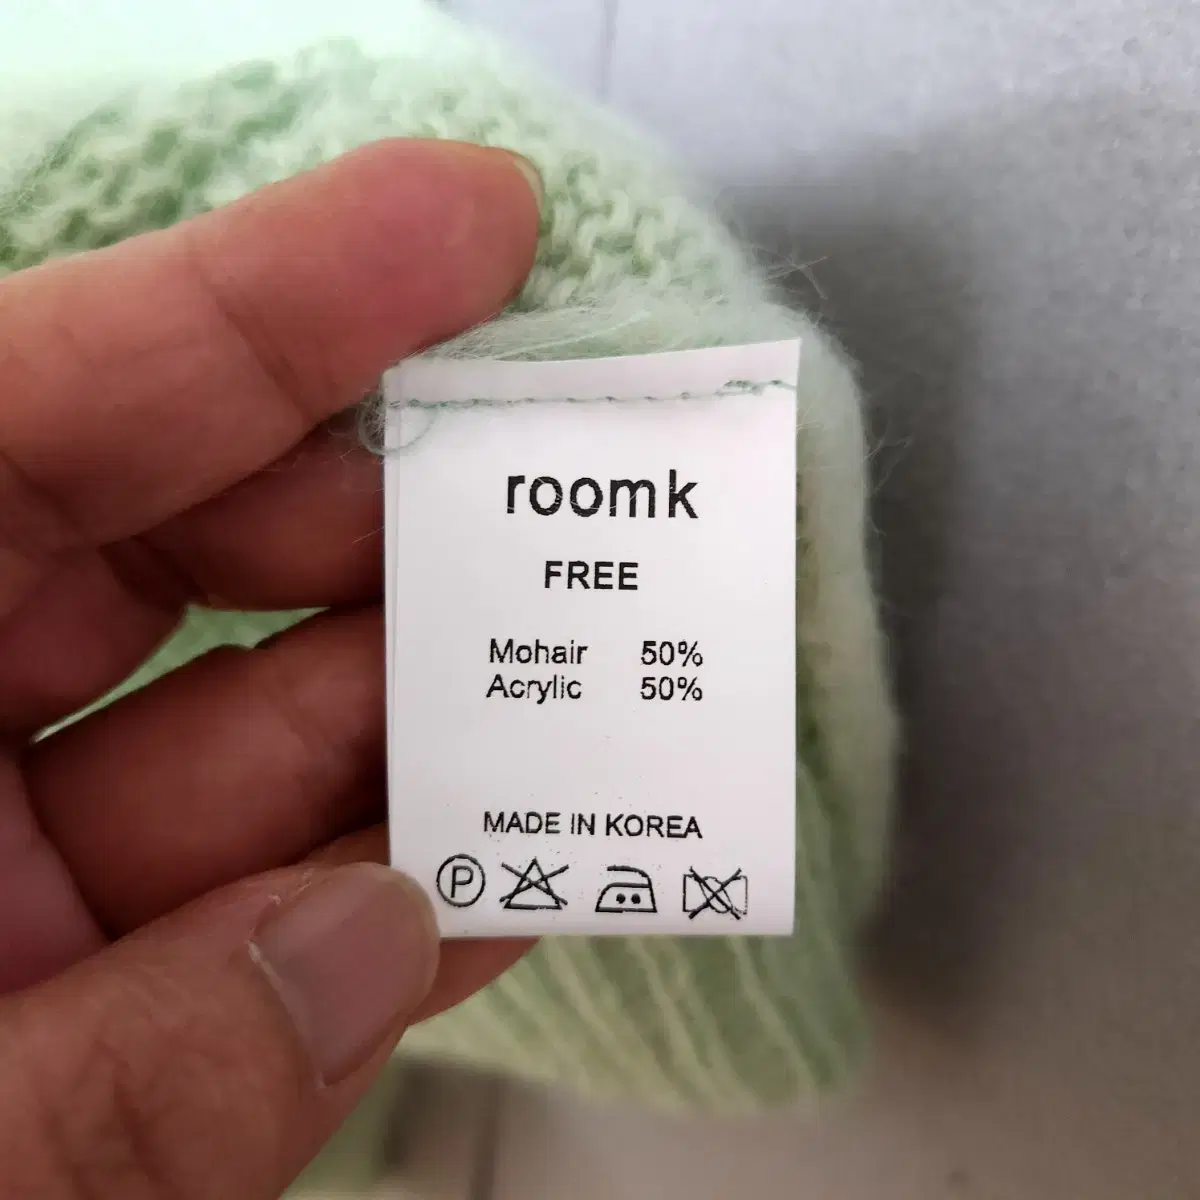 roomk
FREE
Mohair 50%
Acrylic 50%
MADE IN KOREA
P